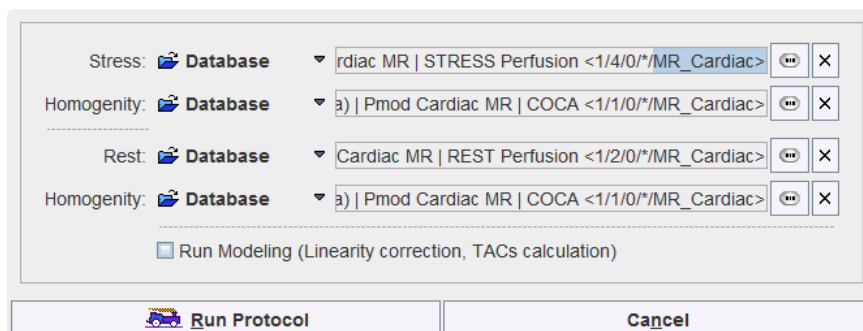 Stress: Database rdiac MR | STRESS Perfusion <1/4/0/*/MR_Cardiac>
Homogenity: Database a) | Pmod Cardiac MR | COCA <1/1/0/*/MR_Cardiac>
Rest: Database Cardiac MR | REST Perfusion <1/2/0/*/MR_Cardiac>
Homogenity: Database a) | Pmod Cardiac MR | COCA <1/1/0/*/MR_Cardiac>
Run Modeling (Linearity correction, TACs calculation)
Run Protocol Cancel